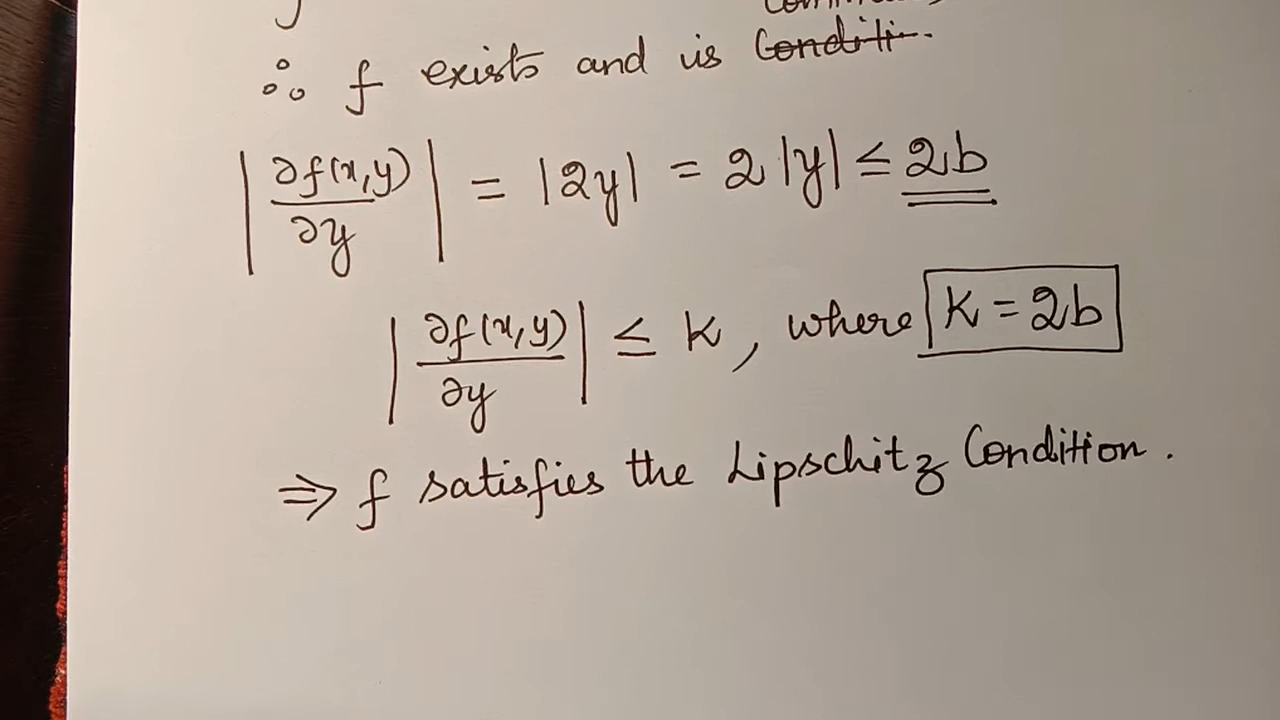 ∴ f exists and is Conditi.
|∂f(x,y)/∂y| = |2y| = 2|y| ≤ 2b
|∂f(x,y)/∂y| ≤ K, where K = 2b
⇒ f satisfies the Lipschitz Condition.